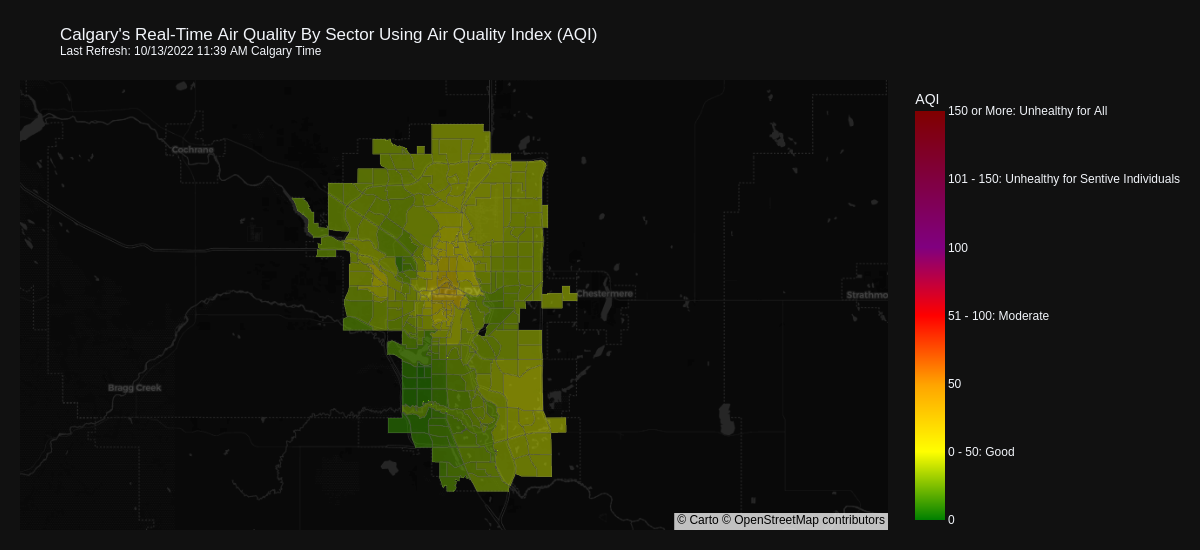 Calgary's Real-Time Air Quality By Sector Using Air Quality Index (AQI)
Last Refresh: 10/13/2022 11:39 AM Calgary Time
AQI
150 or More: Unhealthy for All
Cochrane
101 - 150: Unhealthy for Sentive Individuals
100
Chestermere
Strathmo
51 - 100: Moderate
Bragg Creek
50
0 - 50: Good
0
© Carto © OpenStreetMap contributors